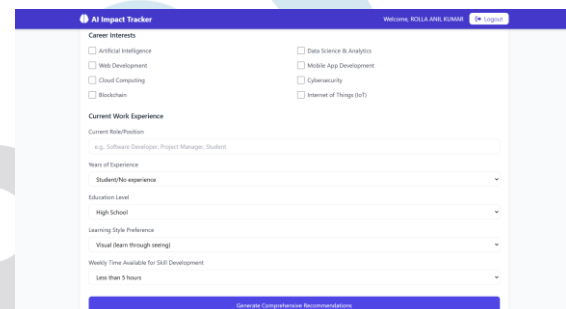 AI Impact Tracker Welcome, ROLLA ANIL KUMAR Logout
Career Interests
Artificial Intelligence Data Science & Analytics
Web Development Mobile App Development
Cloud Computing Cybersecurity
Blockchain Internet of Things (IoT)
Current Work Experience
Current Role/Position
e.g., Software Developer, Project Manager, Student
Years of Experience
Student/No experience
Education Level
High School
Learning Style Preference
Visual (learn through seeing)
Weekly Time Available for Skill Development
Less than 5 hours
Generate Comprehensive Recommendations